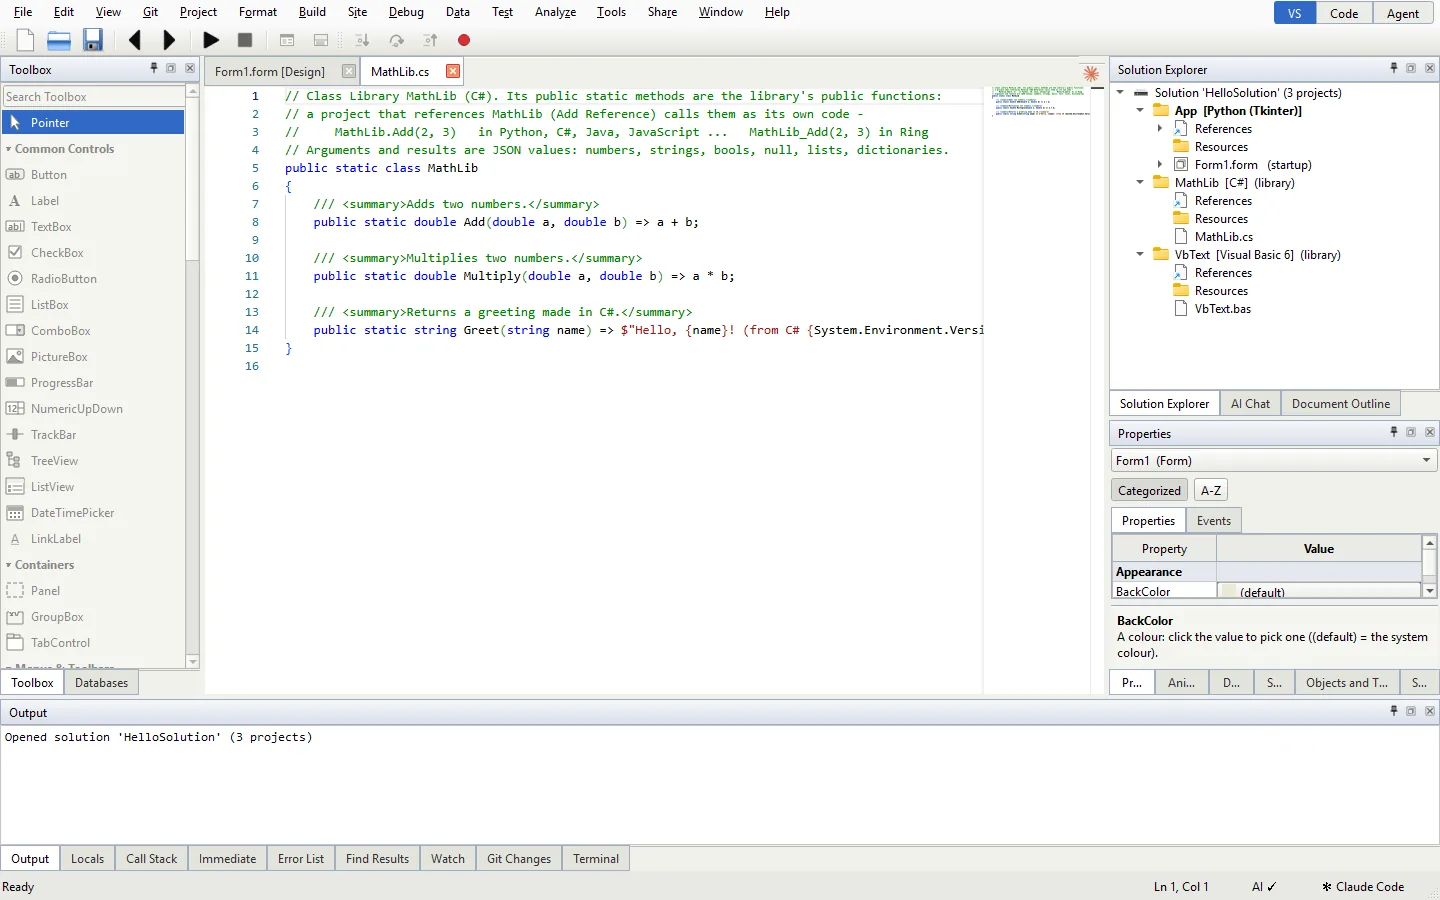 File Edit View Git Project Format Build Site Debug Data Test Analyze Tools Share Window Help
VS Code Agent
Toolbox
Search Toolbox
Pointer
Common Controls
Button
Label
TextBox
CheckBox
RadioButton
ListBox
ComboBox
PictureBox
ProgressBar
NumericUpDown
TrackBar
TreeView
ListView
DateTimePicker
LinkLabel
Containers
Panel
GroupBox
TabControl
Menus & Toolbars
Toolbox Databases
Form1.form [Design] MathLib.cs
1 // Class Library MathLib (C#). Its public static methods are the library's public functions:
2 // a project that references MathLib (Add Reference) calls them as its own code -
3 //     MathLib.Add(2, 3)   in Python, C#, Java, JavaScript ...   MathLib_Add(2, 3) in Ring
4 // Arguments and results are JSON values: numbers, strings, bools, null, lists, dictionaries.
5 public static class MathLib
6 {
7     /// <summary>Adds two numbers.</summary>
8     public static double Add(double a, double b) => a + b;
9
10     /// <summary>Multiplies two numbers.</summary>
11     public static double Multiply(double a, double b) => a * b;
12
13     /// <summary>Returns a greeting made in C#.</summary>
14     public static string Greet(string name) => $"Hello, {name}! (from C# {System.Environment.Versi
15 }
16
Solution Explorer
Solution 'HelloSolution' (3 projects)
App [Python (Tkinter)]
References
Resources
Form1.form (startup)
MathLib [C#] (library)
References
Resources
MathLib.cs
VbText [Visual Basic 6] (library)
References
Resources
VbText.bas
Solution Explorer AI Chat Document Outline
Properties
Form1 (Form)
Categorized A-Z
Properties Events
Property Value
Appearance
BackColor (default)
BackColor
A colour: click the value to pick one ((default) = the system
colour).
Pr... Ani... D... S... Objects and T... S...
Output
Opened solution 'HelloSolution' (3 projects)
Output Locals Call Stack Immediate Error List Find Results Watch Git Changes Terminal
Ready Ln 1, Col 1 AI ✓ ✻ Claude Code